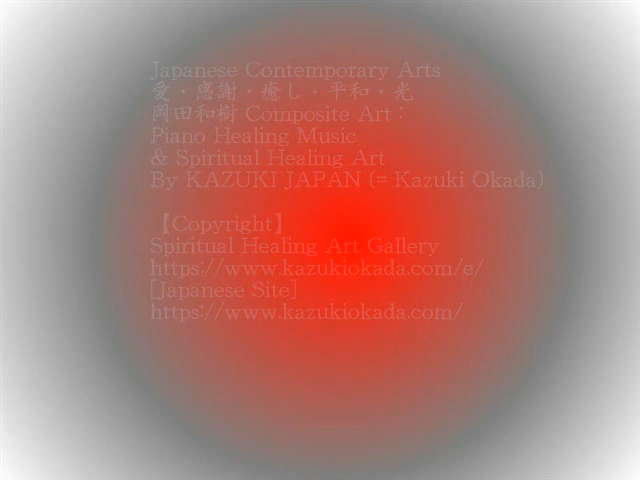 Japanese Contemporary Arts
愛・感謝・癒し・平和・光
岡田和樹 Composite Art :
Piano Healing Music
& Spiritual Healing Art
By KAZUKI JAPAN (= Kazuki Okada)
【Copyright】
Spiritual Healing Art Gallery
https://www.kazukiokada.com/e/
[Japanese Site]
https://www.kazukiokada.com/